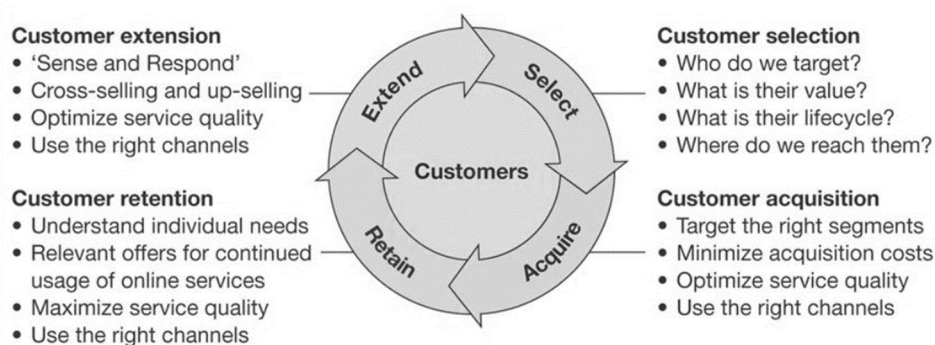 Customer extension
• ‘Sense and Respond’
• Cross-selling and up-selling
• Optimize service quality
• Use the right channels
Customer selection
• Who do we target?
• What is their value?
• What is their lifecycle?
• Where do we reach them?
Extend
Select
Customers
Retain
Acquire
Customer retention
• Understand individual needs
• Relevant offers for continued
usage of online services
• Maximize service quality
• Use the right channels
Customer acquisition
• Target the right segments
• Minimize acquisition costs
• Optimize service quality
• Use the right channels